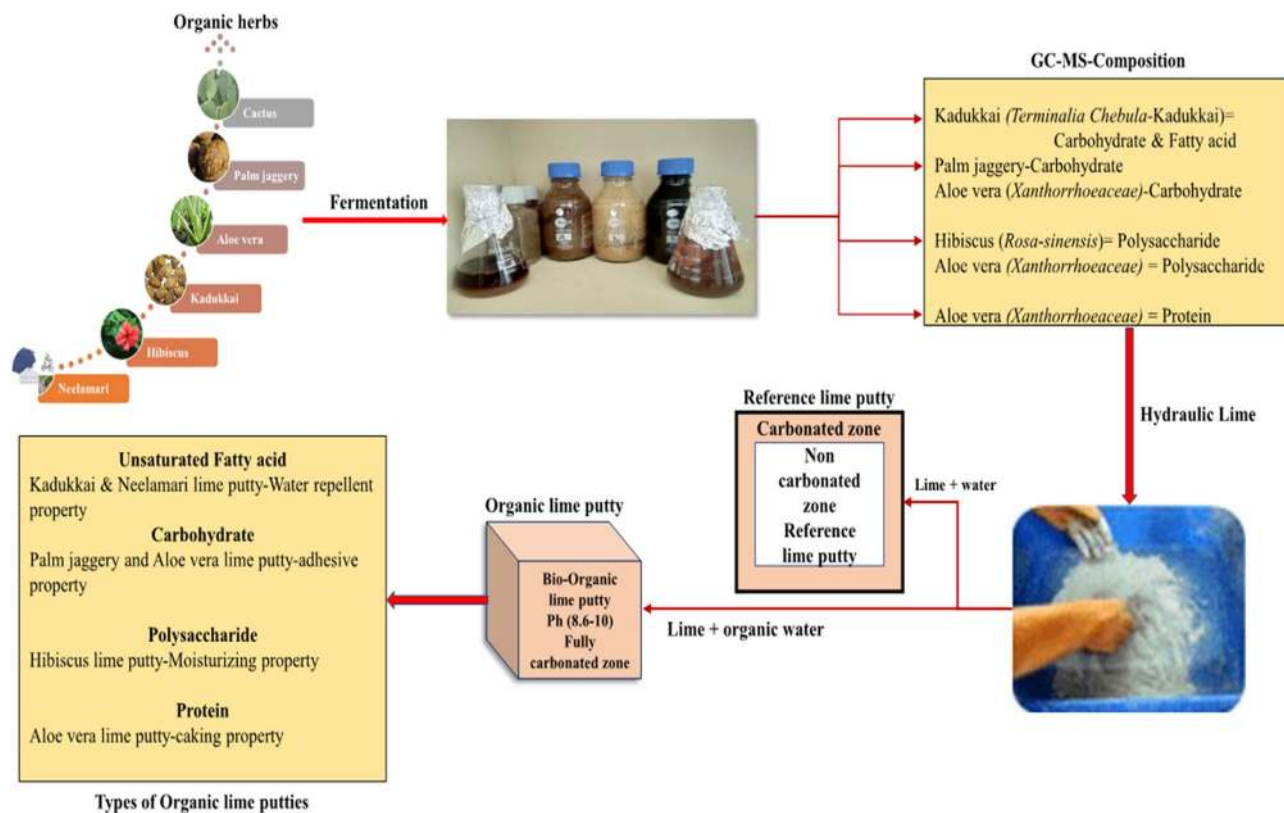 Organic herbs
Cactus
Palm jaggery
Aloe vera
Kadukkai
Hibiscus
Neelamari
Fermentation
GC-MS-Composition
Kadukkai (Terminalia Chebula-Kadukkai)=
Carbohydrate & Fatty acid
Palm jaggery-Carbohydrate
Aloe vera (Xanthorrhoeaceae)-Carbohydrate
Hibiscus (Rosa-sinensis)= Polysaccharide
Aloe vera (Xanthorrhoeaceae) = Polysaccharide
Aloe vera (Xanthorrhoeaceae) = Protein
Hydraulic Lime
Reference lime putty
Carbonated zone
Non
carbonated
zone
Reference
lime putty
Lime + water
Lime + organic water
Organic lime putty
Bio-Organic
lime putty
Ph (8.6-10)
Fully
carbonated zone
Unsaturated Fatty acid
Kadukkai & Neelamari lime putty-Water repellent
property
Carbohydrate
Palm jaggery and Aloe vera lime putty-adhesive
property
Polysaccharide
Hibiscus lime putty-Moisturizing property
Protein
Aloe vera lime putty-caking property
Types of Organic lime putties